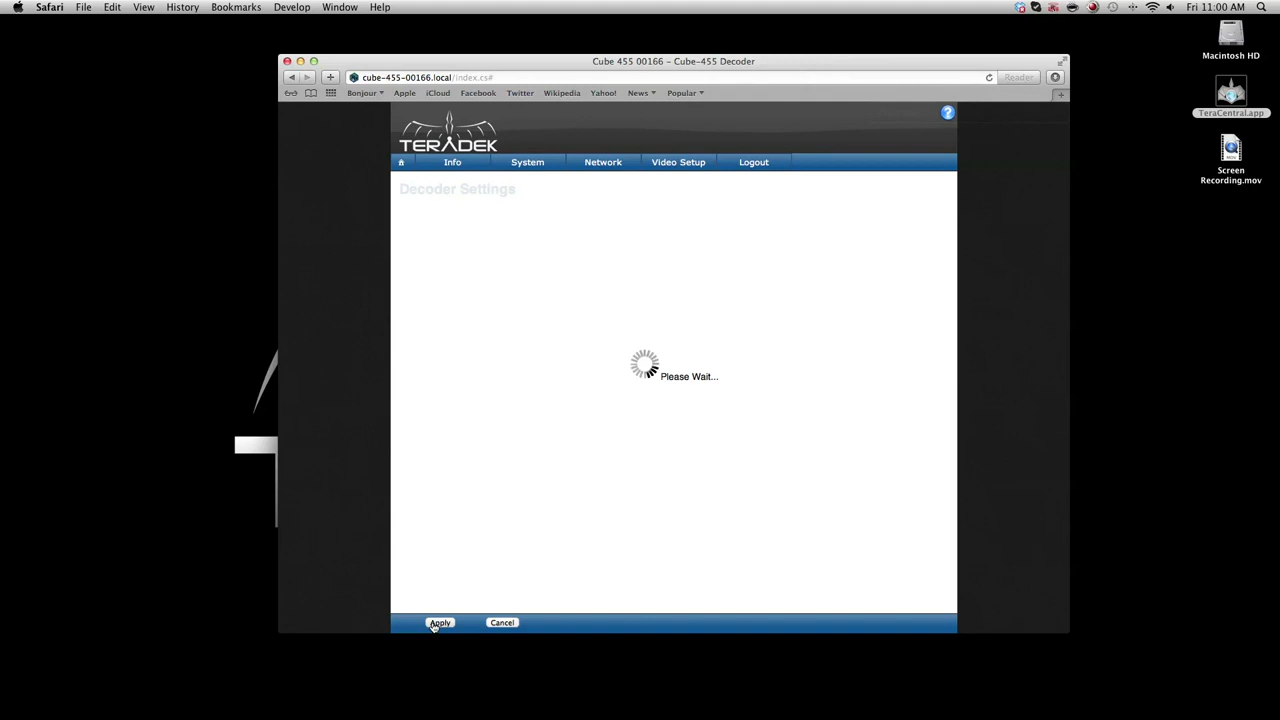 Safari File Edit View History Bookmarks Develop Window Help Fri 11:00 AM
Macintosh HD
TeraCentral.app
Screen
Recording.mov
Cube 455 00166 – Cube-455 Decoder
cube-455-00166.local/index.cs# Reader
Bonjour Apple iCloud Facebook Twitter Wikipedia Yahoo! News Popular
TERADEK
Info System Network Video Setup Logout
Decoder Settings
Please Wait...
Apply Cancel